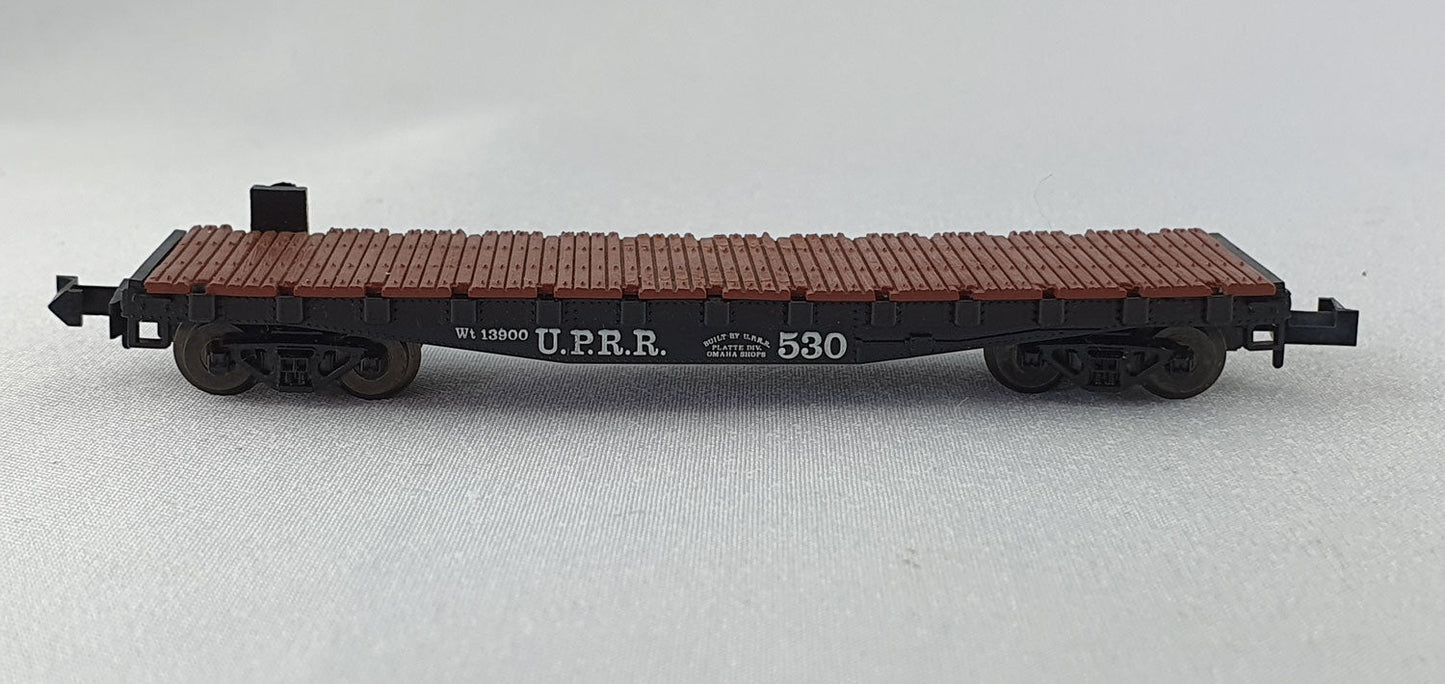 Wt 13900 U.P.R.R.
BUILT BY U.P.R.R.
PLATTE DIV.
OMAHA SHOPS
530